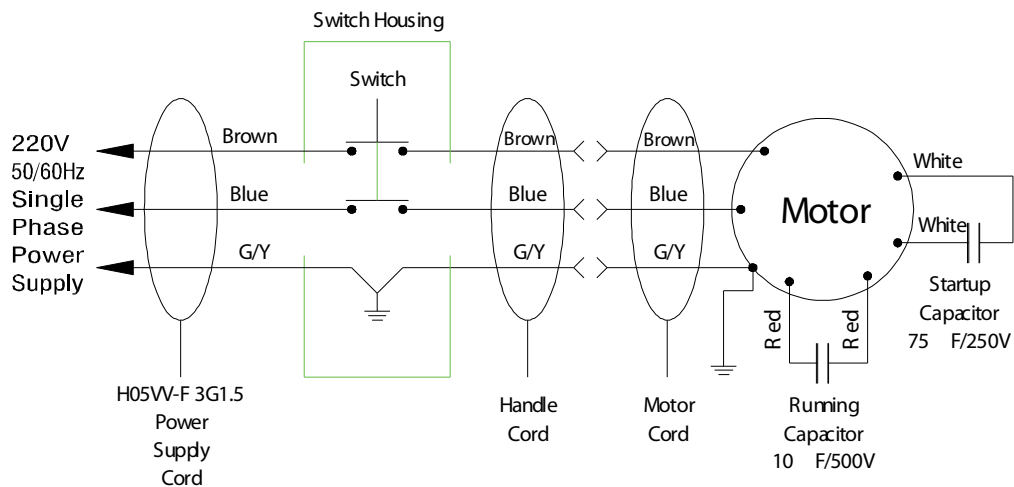 Switch Housing
Switch
220V
50/60Hz
Single
Phase
Power
Supply
Brown
Blue
G/Y
Brown
Blue
G/Y
Brown
Blue
G/Y
Motor
White
White
Red
Red
Startup
Capacitor
75 F/250V
Running
Capacitor
10 F/500V
H05VV-F 3G1.5
Power
Supply
Cord
Handle
Cord
Motor
Cord